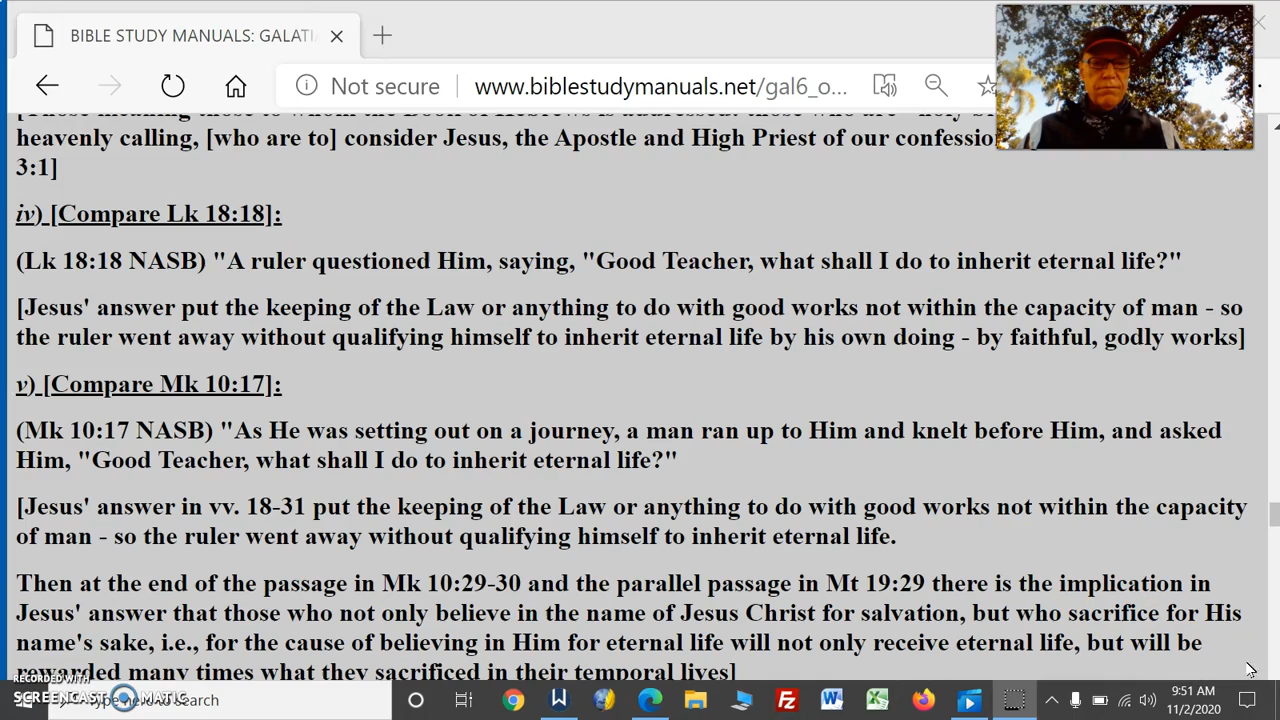 BIBLE STUDY MANUALS: GALATI
Not secure
www.biblestudymanuals.net/gal6_o...
heavenly calling, [who are to] consider Jesus, the Apostle and High Priest of our confessio
3:1]
iv) [Compare Lk 18:18]:
(Lk 18:18 NASB) "A ruler questioned Him, saying, "Good Teacher, what shall I do to inherit eternal life?"
[Jesus' answer put the keeping of the Law or anything to do with good works not within the capacity of man - so
the ruler went away without qualifying himself to inherit eternal life by his own doing - by faithful, godly works]
v) [Compare Mk 10:17]:
(Mk 10:17 NASB) "As He was setting out on a journey, a man ran up to Him and knelt before Him, and asked
Him, "Good Teacher, what shall I do to inherit eternal life?"
[Jesus' answer in vv. 18-31 put the keeping of the Law or anything to do with good works not within the capacity
of man - so the ruler went away without qualifying himself to inherit eternal life.
Then at the end of the passage in Mk 10:29-30 and the parallel passage in Mt 19:29 there is the implication in
Jesus' answer that those who not only believe in the name of Jesus Christ for salvation, but who sacrifice for His
name's sake, i.e., for the cause of believing in Him for eternal life will not only receive eternal life, but will be
rewarded many times what they sacrificed in their temporal lives]
RECORDED WITH
SCREENCAST-O-MATIC
Type here to search
9:51 AM
11/2/2020